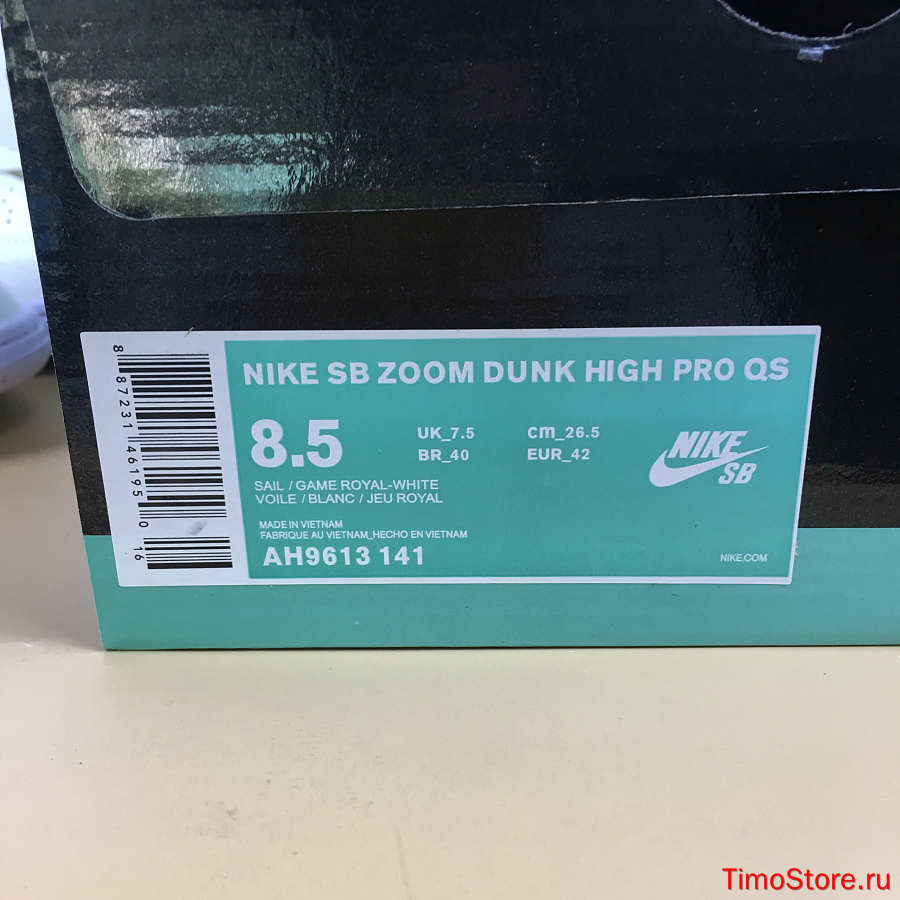 8 87231 46195 0 16
NIKE SB ZOOM DUNK HIGH PRO QS
8.5
UK_7.5 cm_26.5
BR_40 EUR_42
NIKE
SB
SAIL / GAME ROYAL-WHITE
VOILE / BLANC / JEU ROYAL
MADE IN VIETNAM
FABRIQUE AU VIETNAM_HECHO EN VIETNAM
AH9613 141
NIKE.COM
TimoStore.ru